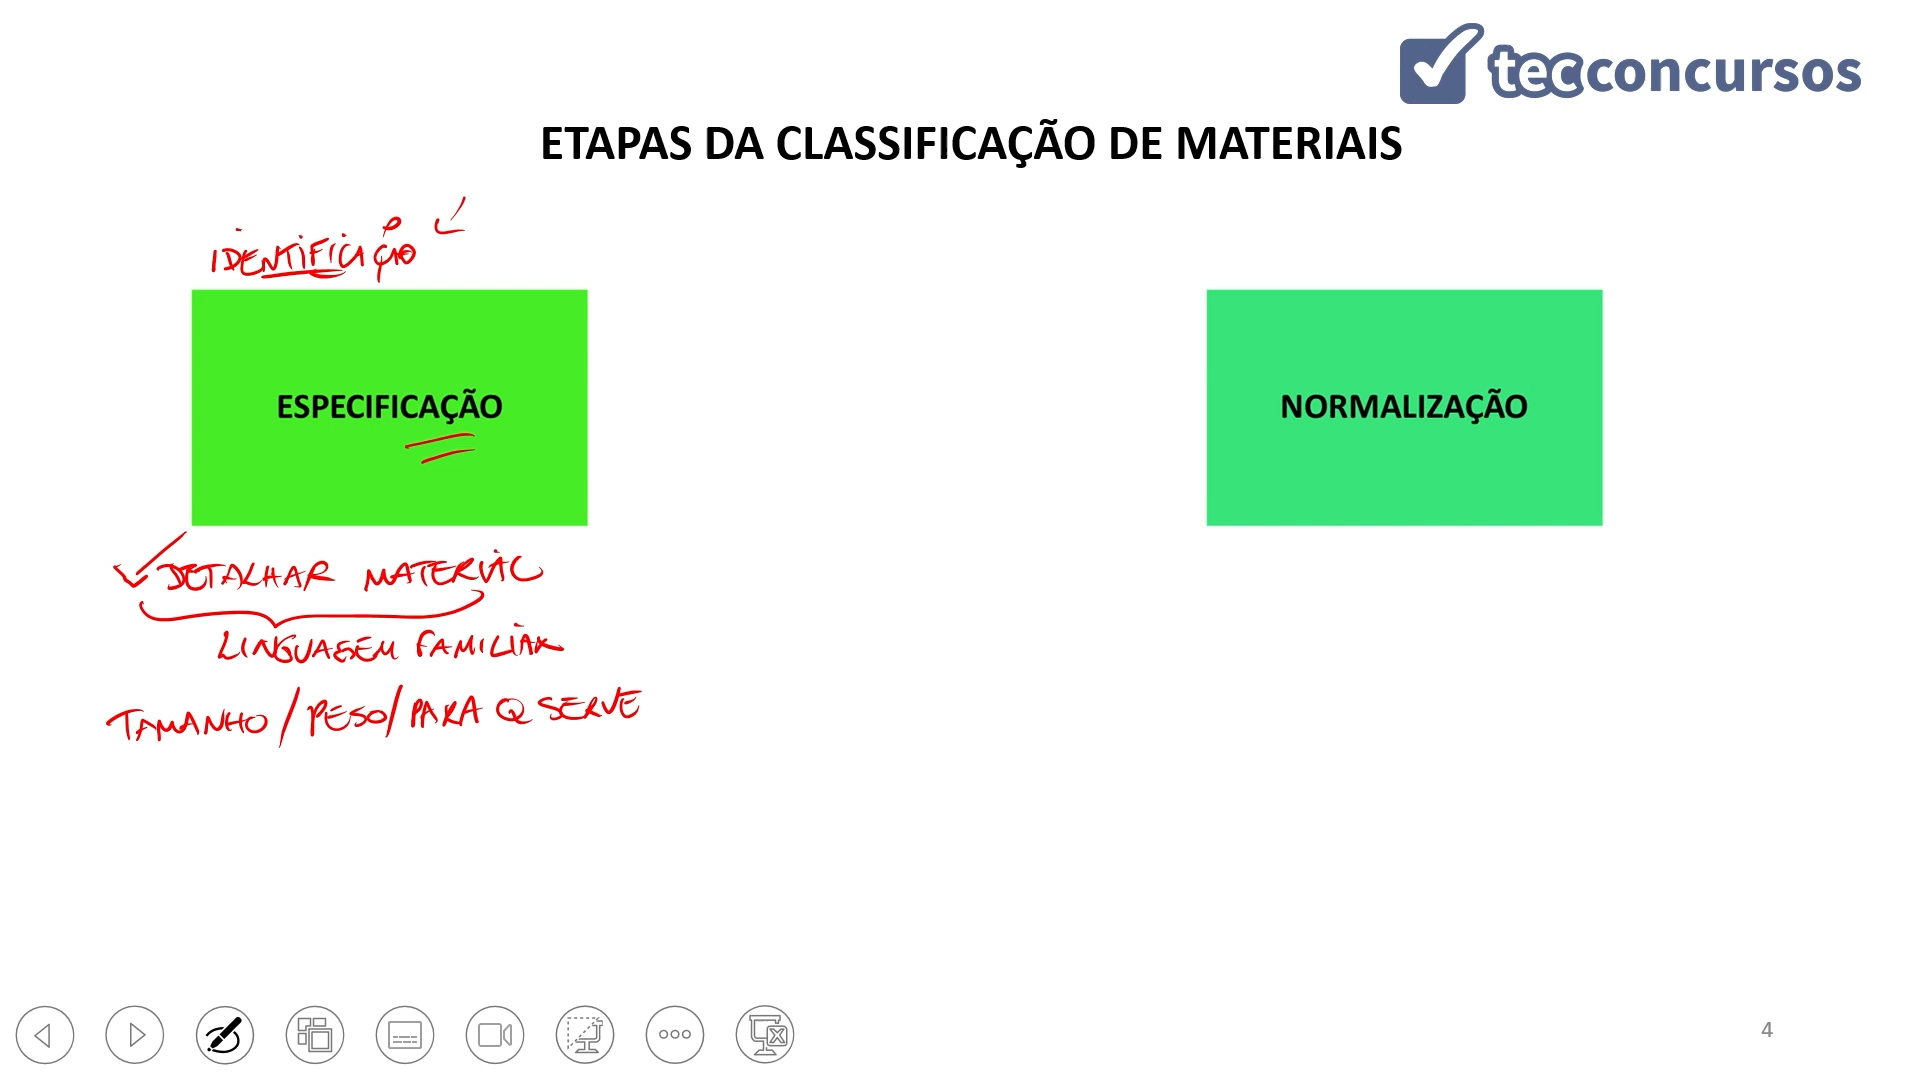 tecconcursos
ETAPAS DA CLASSIFICAÇÃO DE MATERIAIS
IDENTIFICAÇÃO
ESPECIFICAÇÃO
NORMALIZAÇÃO
DETALHAR MATERIAL
LINGUAGEM FAMILIAR
TAMANHO / PESO / PARA Q SERVE
4